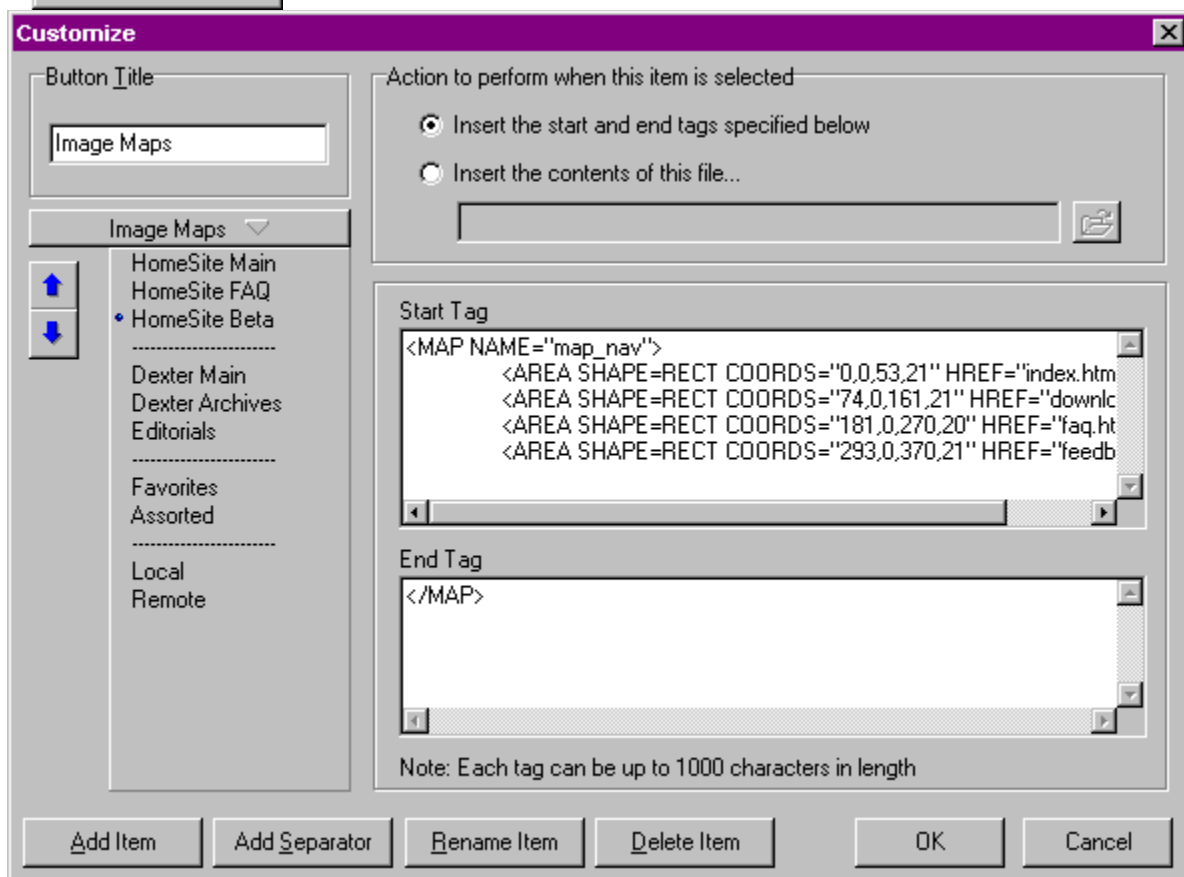 Customize
Button Title
Image Maps
Image Maps
HomeSite Main
HomeSite FAQ
HomeSite Beta
------------------------
Dexter Main
Dexter Archives
Editorials
------------------------
Favorites
Assorted
------------------------
Local
Remote
Action to perform when this item is selected
Insert the start and end tags specified below
Insert the contents of this file...
Start Tag
<MAP NAME="map_nav">
<AREA SHAPE=RECT COORDS="0,0,53,21" HREF="index.htm
<AREA SHAPE=RECT COORDS="74,0,161,21" HREF="downlc
<AREA SHAPE=RECT COORDS="181,0,270,20" HREF="faq.ht
<AREA SHAPE=RECT COORDS="293,0,370,21" HREF="feedb
End Tag
</MAP>
Note: Each tag can be up to 1000 characters in length
Add Item Add Separator Rename Item Delete Item OK Cancel